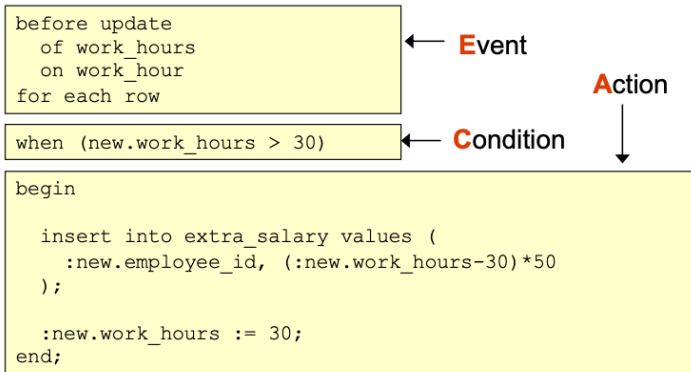 before update
of work_hours
on work_hour
for each row
Event
Action
when (new.work_hours > 30)
Condition
begin
insert into extra_salary values (
:new.employee_id, (:new.work_hours-30)*50
);
:new.work_hours := 30;
end;